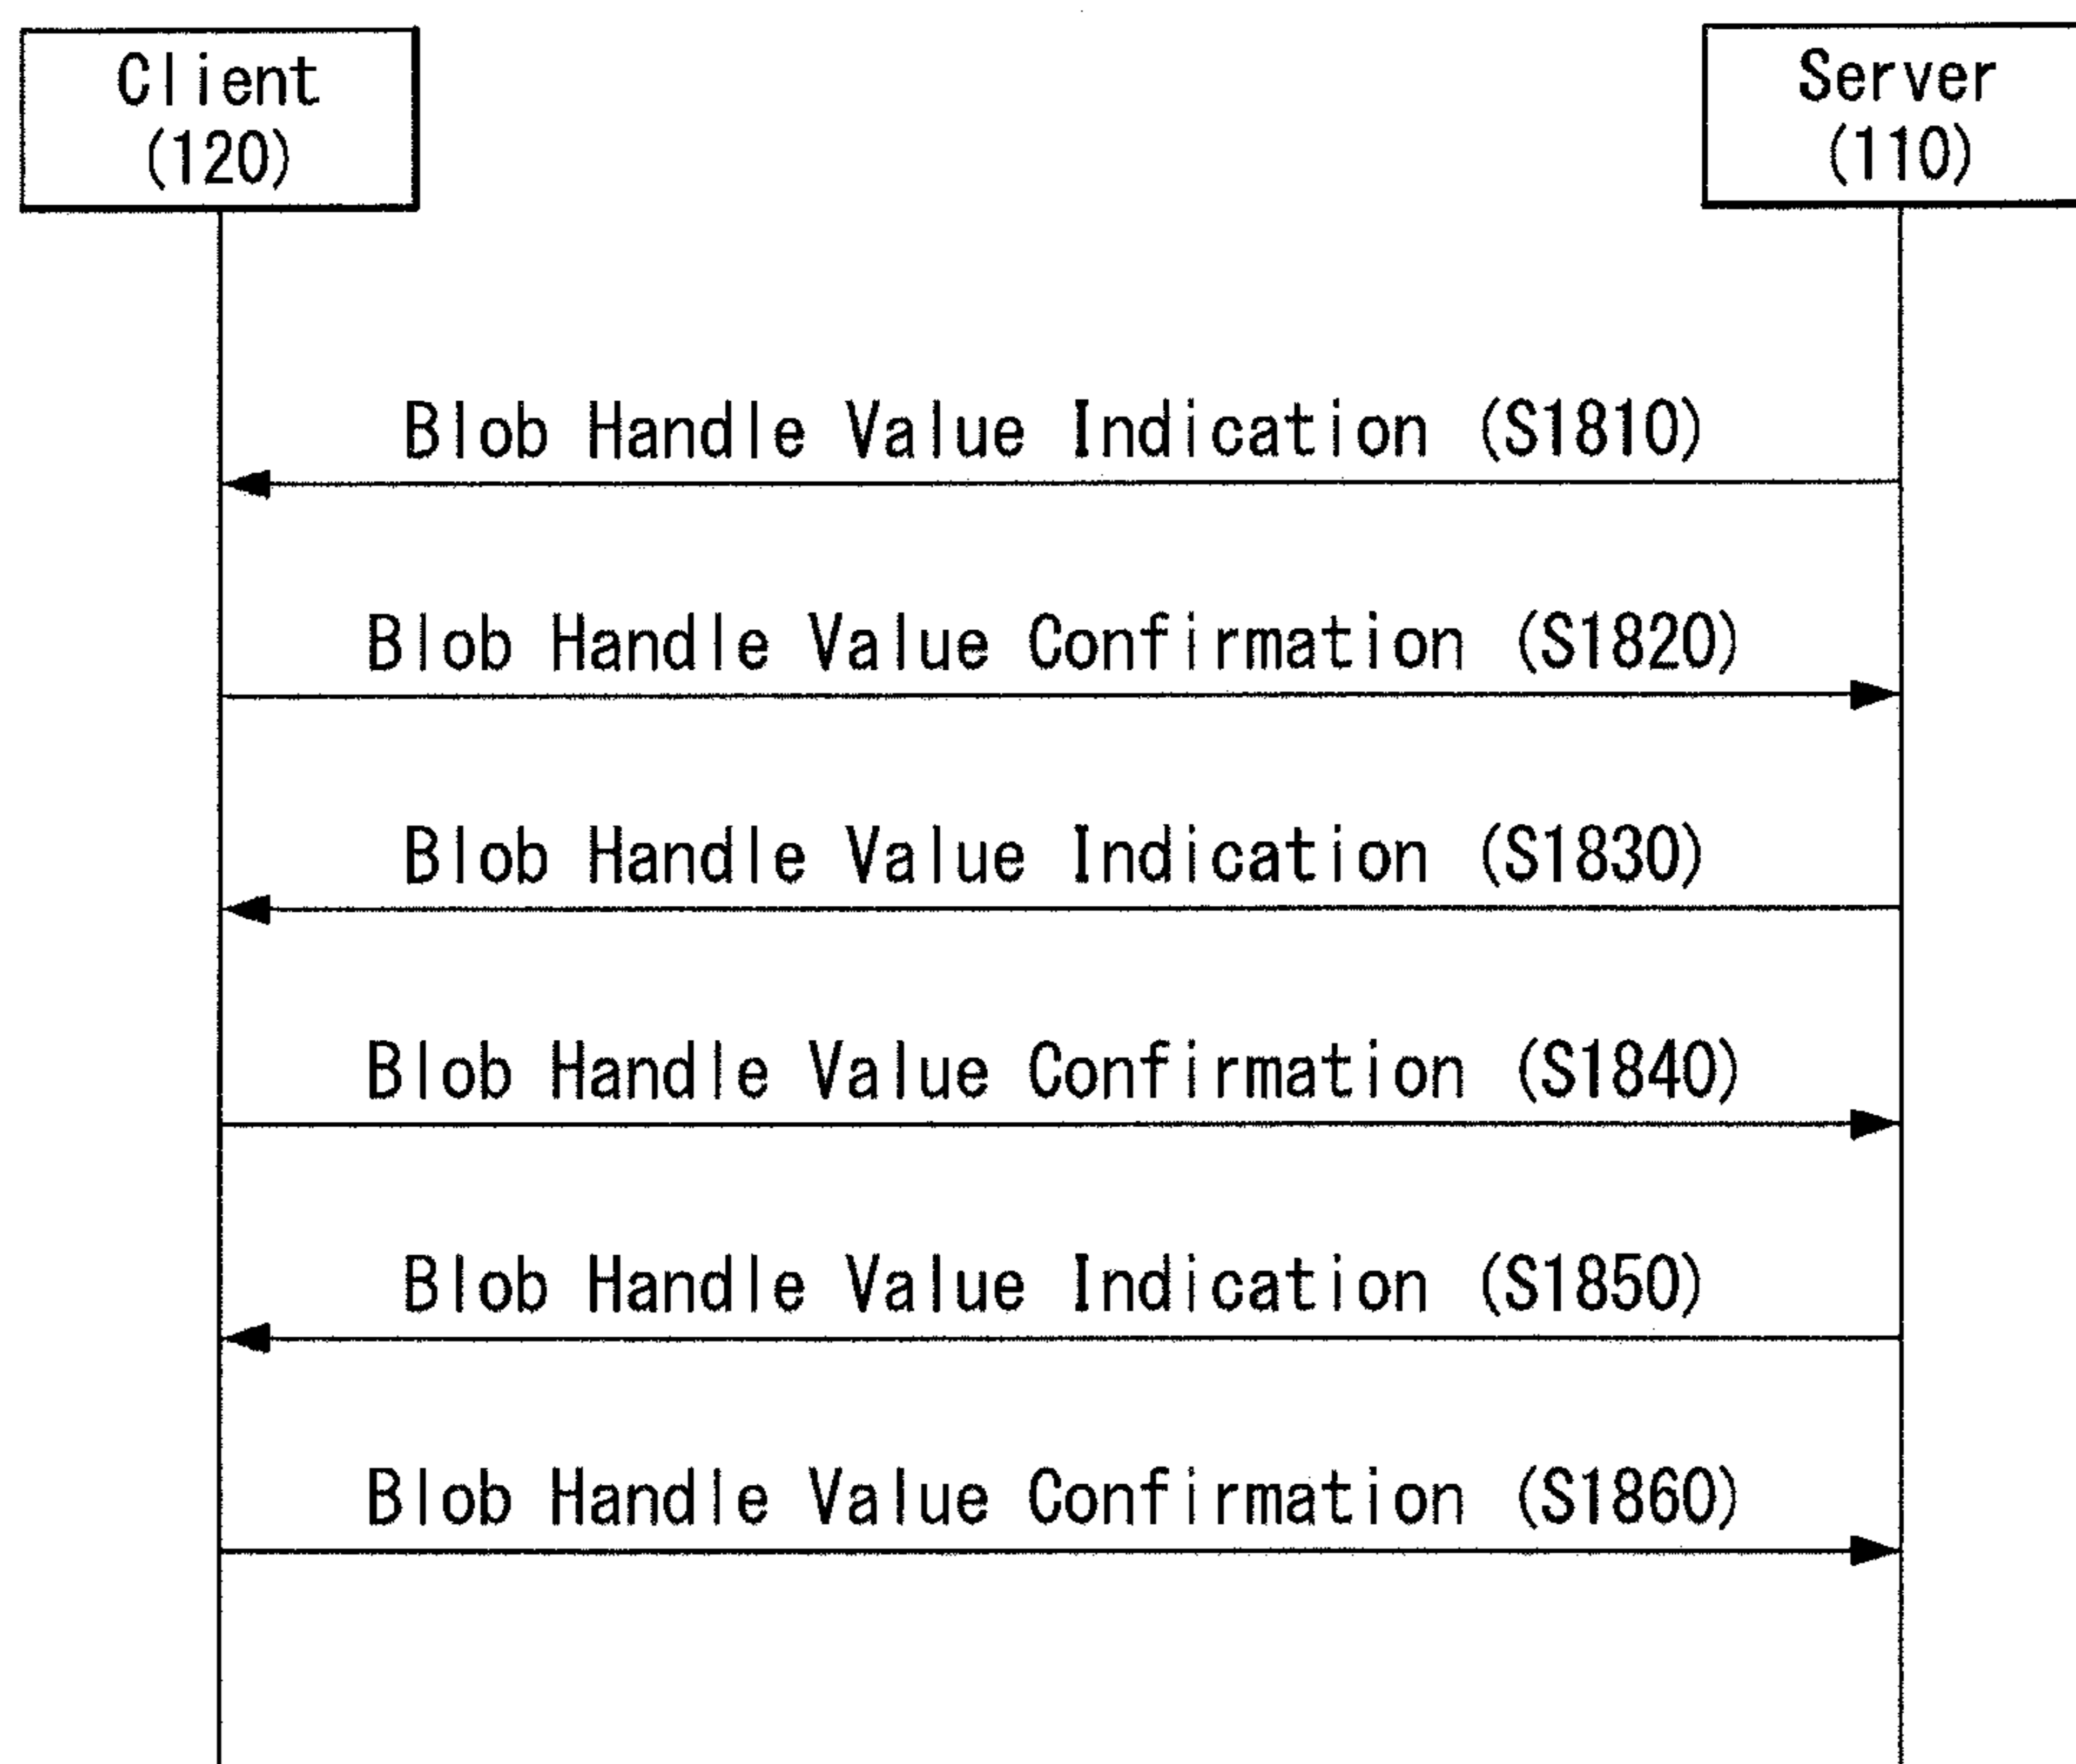 Client
(120)
Server
(110)
Blob Handle Value Indication (S1810)
Blob Handle Value Confirmation (S1820)
Blob Handle Value Indication (S1830)
Blob Handle Value Confirmation (S1840)
Blob Handle Value Indication (S1850)
Blob Handle Value Confirmation (S1860)